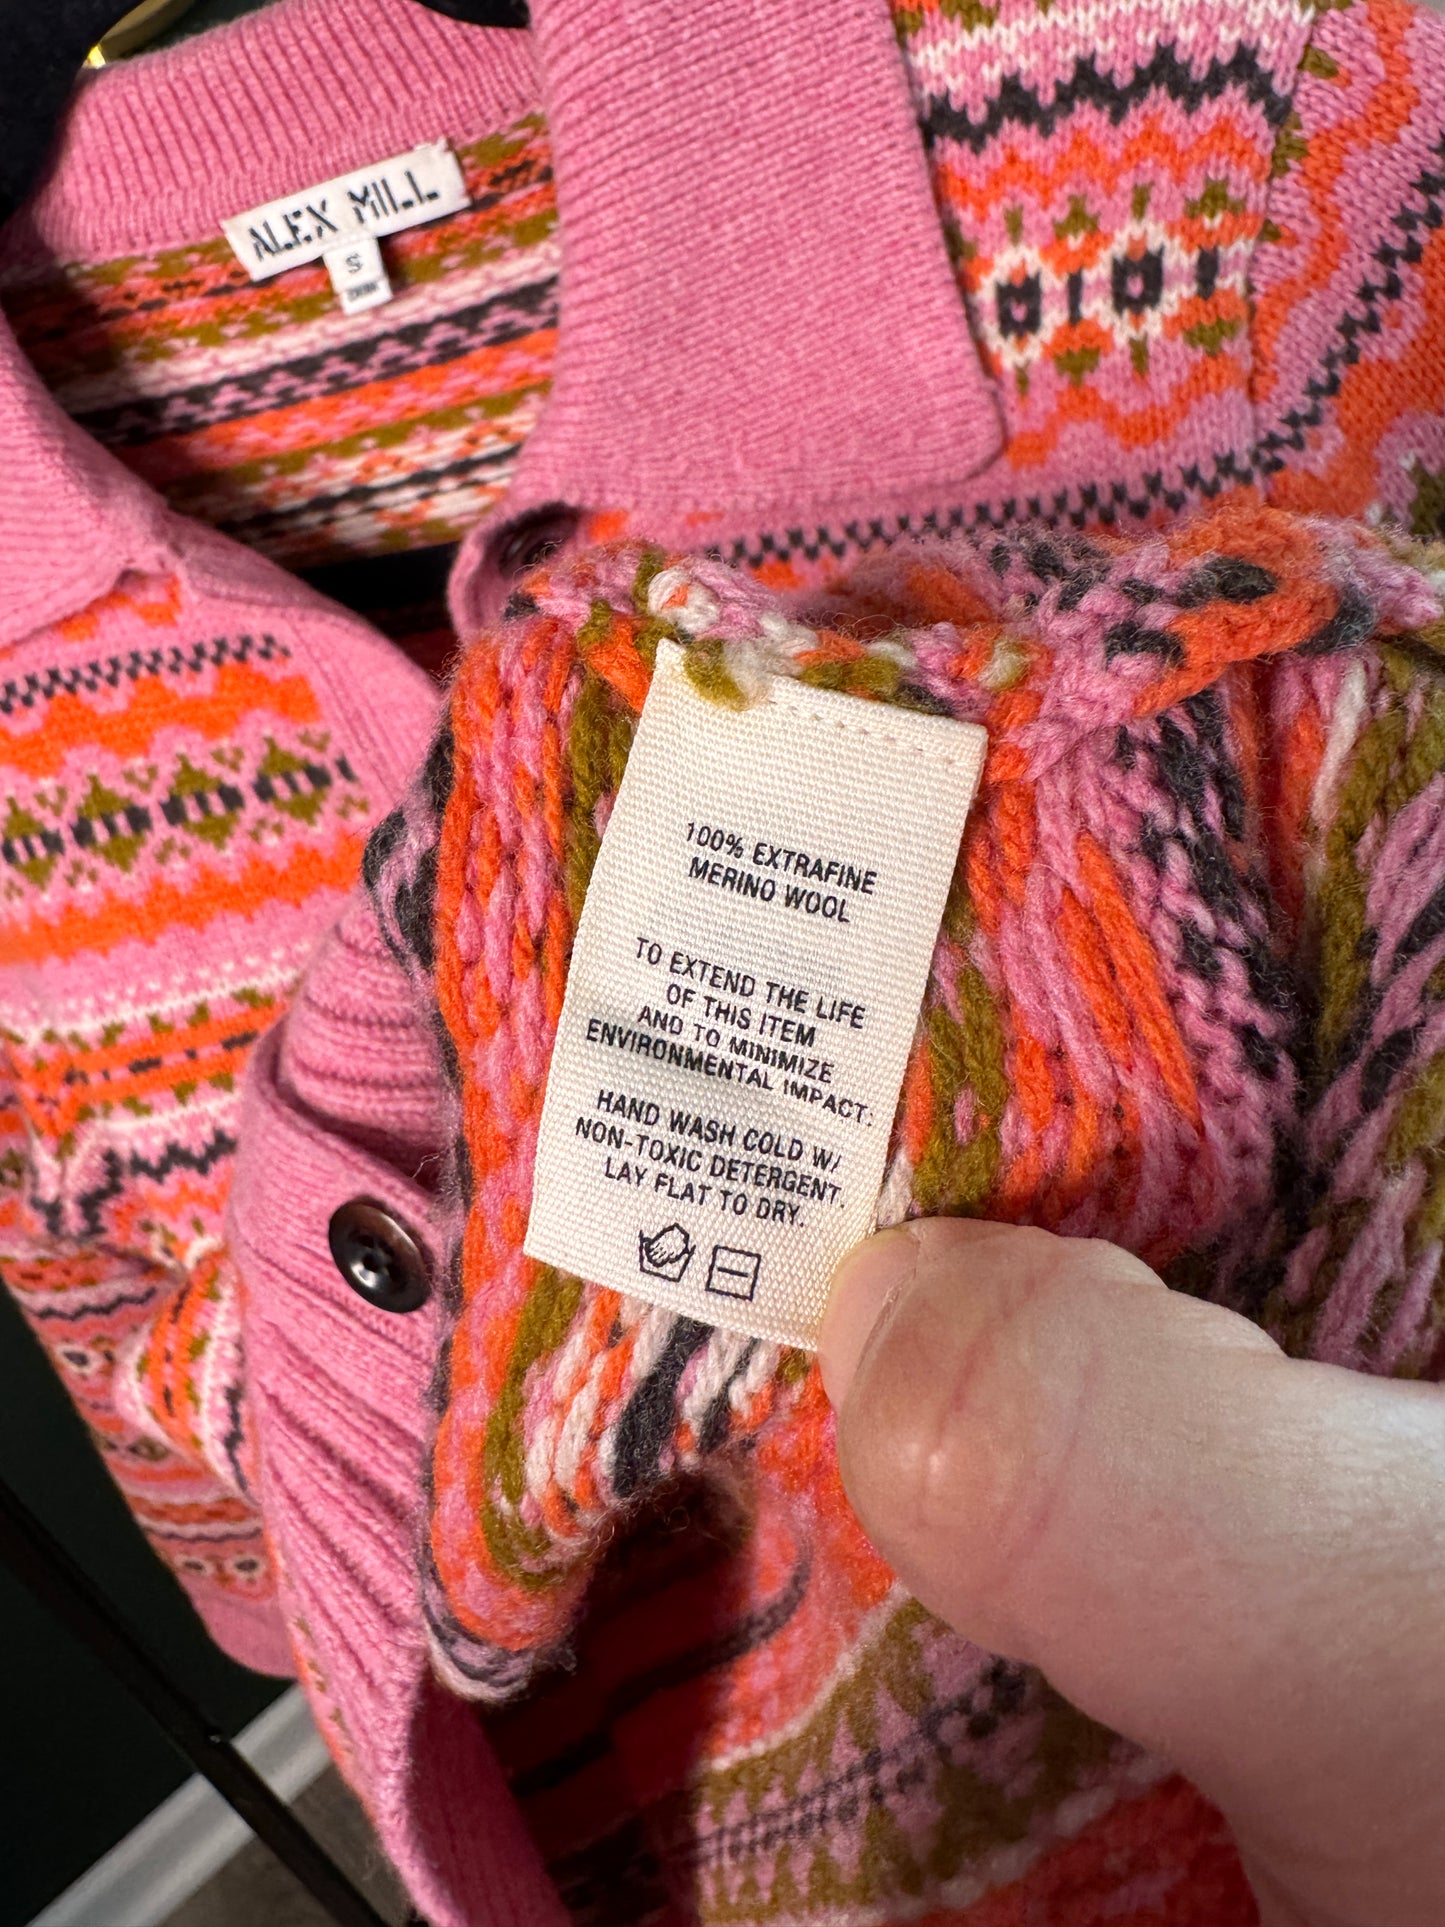 ALEX MILL
S
100% EXTRAFINE
MERINO WOOL
TO EXTEND THE LIFE
OF THIS ITEM
AND TO MINIMIZE
ENVIRONMENTAL IMPACT:
HAND WASH COLD W/
NON-TOXIC DETERGENT.
LAY FLAT TO DRY.